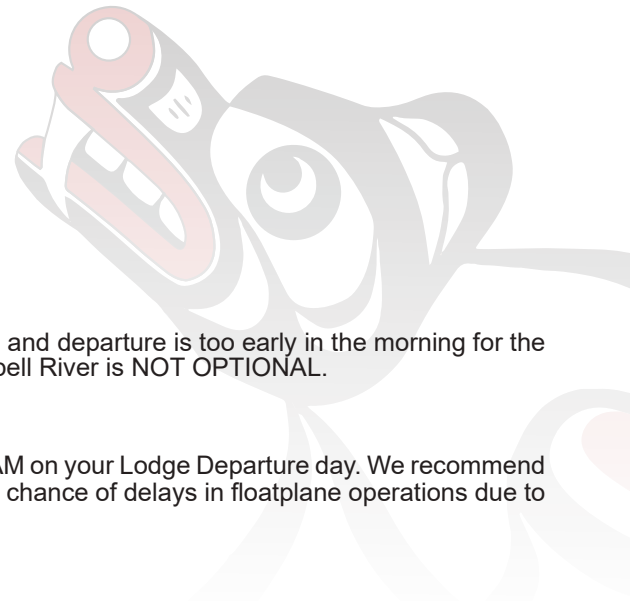 and departure is too early in the morning for the
bell River is NOT OPTIONAL.
AM on your Lodge Departure day. We recommend
chance of delays in floatplane operations due to